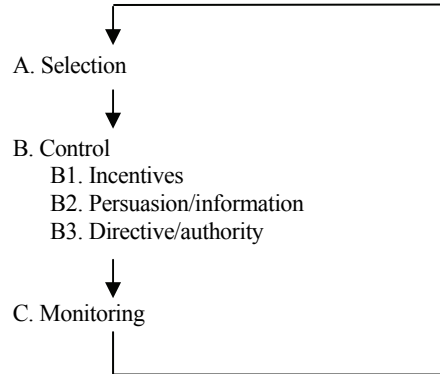 A. Selection
B. Control
B1. Incentives
B2. Persuasion/information
B3. Directive/authority
C. Monitoring